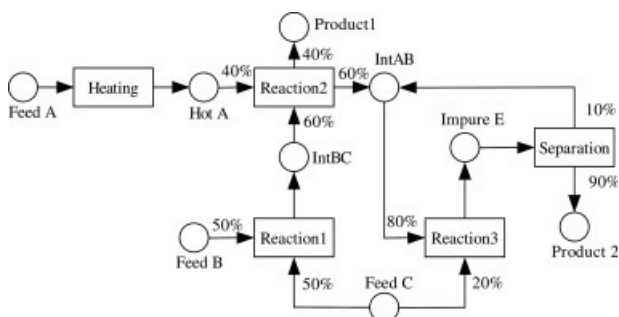 Product1
40%
IntAB
Feed A
Heating
Hot A
40%
Reaction2
60%
60%
IntBC
Impure E
10%
Separation
90%
Product 2
Feed B
50%
Reaction1
50%
Feed C
80%
Reaction3
20%